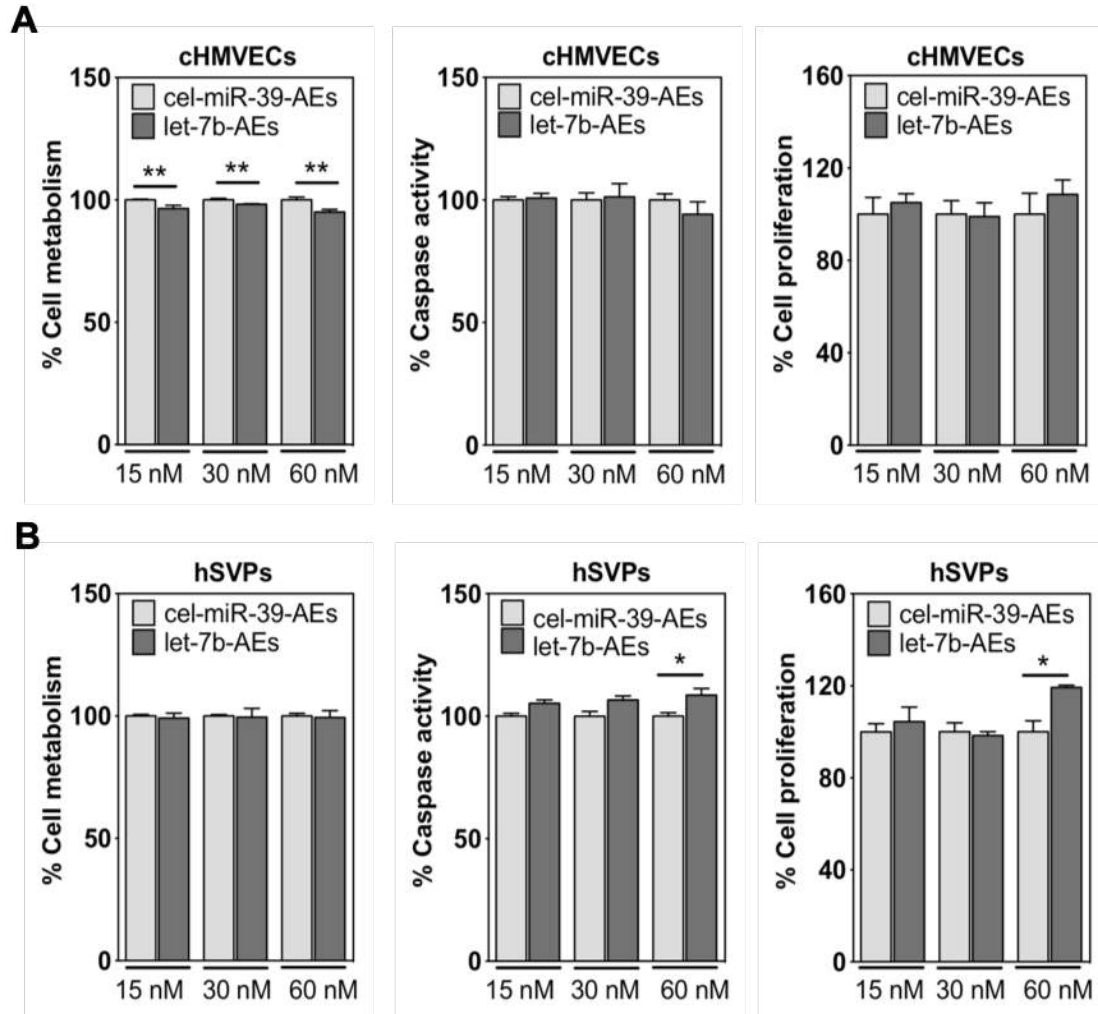 A
cHMVECs
cel-miR-39-AEs
let-7b-AEs
% Cell metabolism
150
100
50
0
** ** **
15 nM 30 nM 60 nM
cHMVECs
cel-miR-39-AEs
let-7b-AEs
% Caspase activity
150
100
50
0
15 nM 30 nM 60 nM
cHMVECs
cel-miR-39-AEs
let-7b-AEs
% Cell proliferation
160
120
80
40
0
15 nM 30 nM 60 nM
B
hSVPs
cel-miR-39-AEs
let-7b-AEs
% Cell metabolism
150
100
50
0
15 nM 30 nM 60 nM
hSVPs
cel-miR-39-AEs
let-7b-AEs
% Caspase activity
150
100
50
0
*
15 nM 30 nM 60 nM
hSVPs
cel-miR-39-AEs
let-7b-AEs
% Cell proliferation
160
120
80
40
0
*
15 nM 30 nM 60 nM